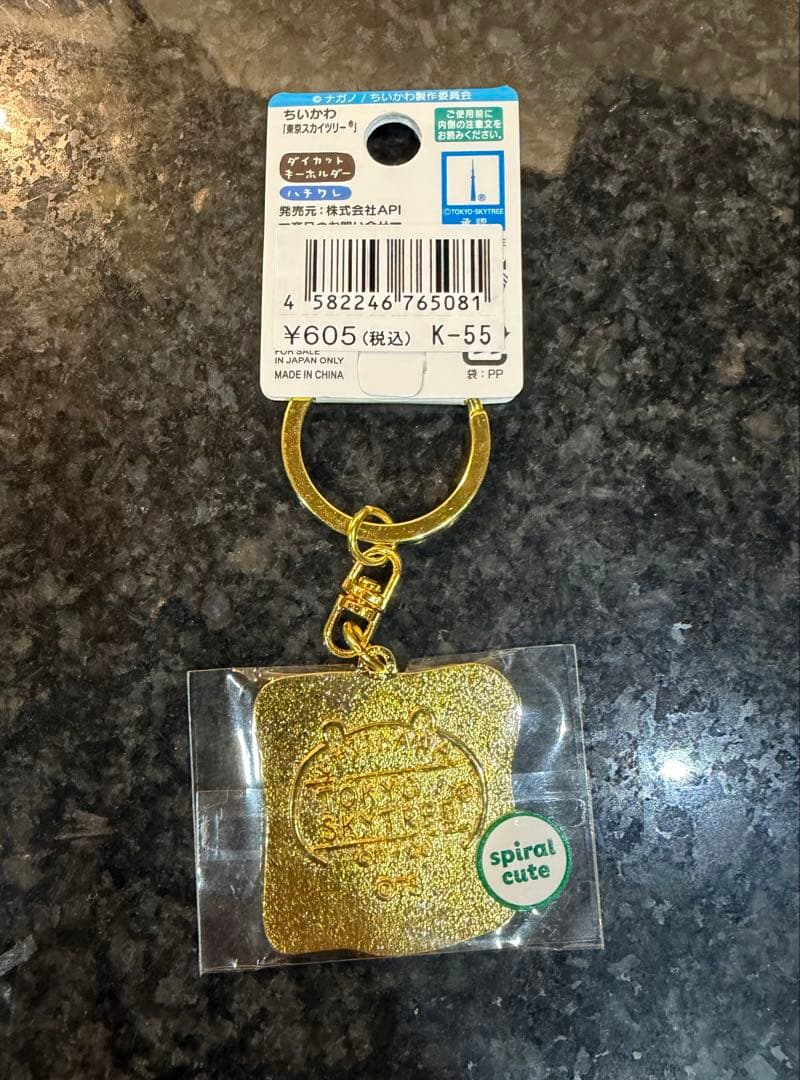 © ナガノ / ちいかわ製作委員会
ちいかわ
「東京スカイツリー®」
ご使用前に
内側の注意文を
お読みください。
ダイカット
キーホルダー
ハチワレ
®
©TOKYO-SKYTREE
承認
発売元:株式会社API
4 582246 765081
¥605(税込) K-55
FOR SALE
IN JAPAN ONLY
MADE IN CHINA
袋:PP
TOKYO
SKYTREE
spiral
cute